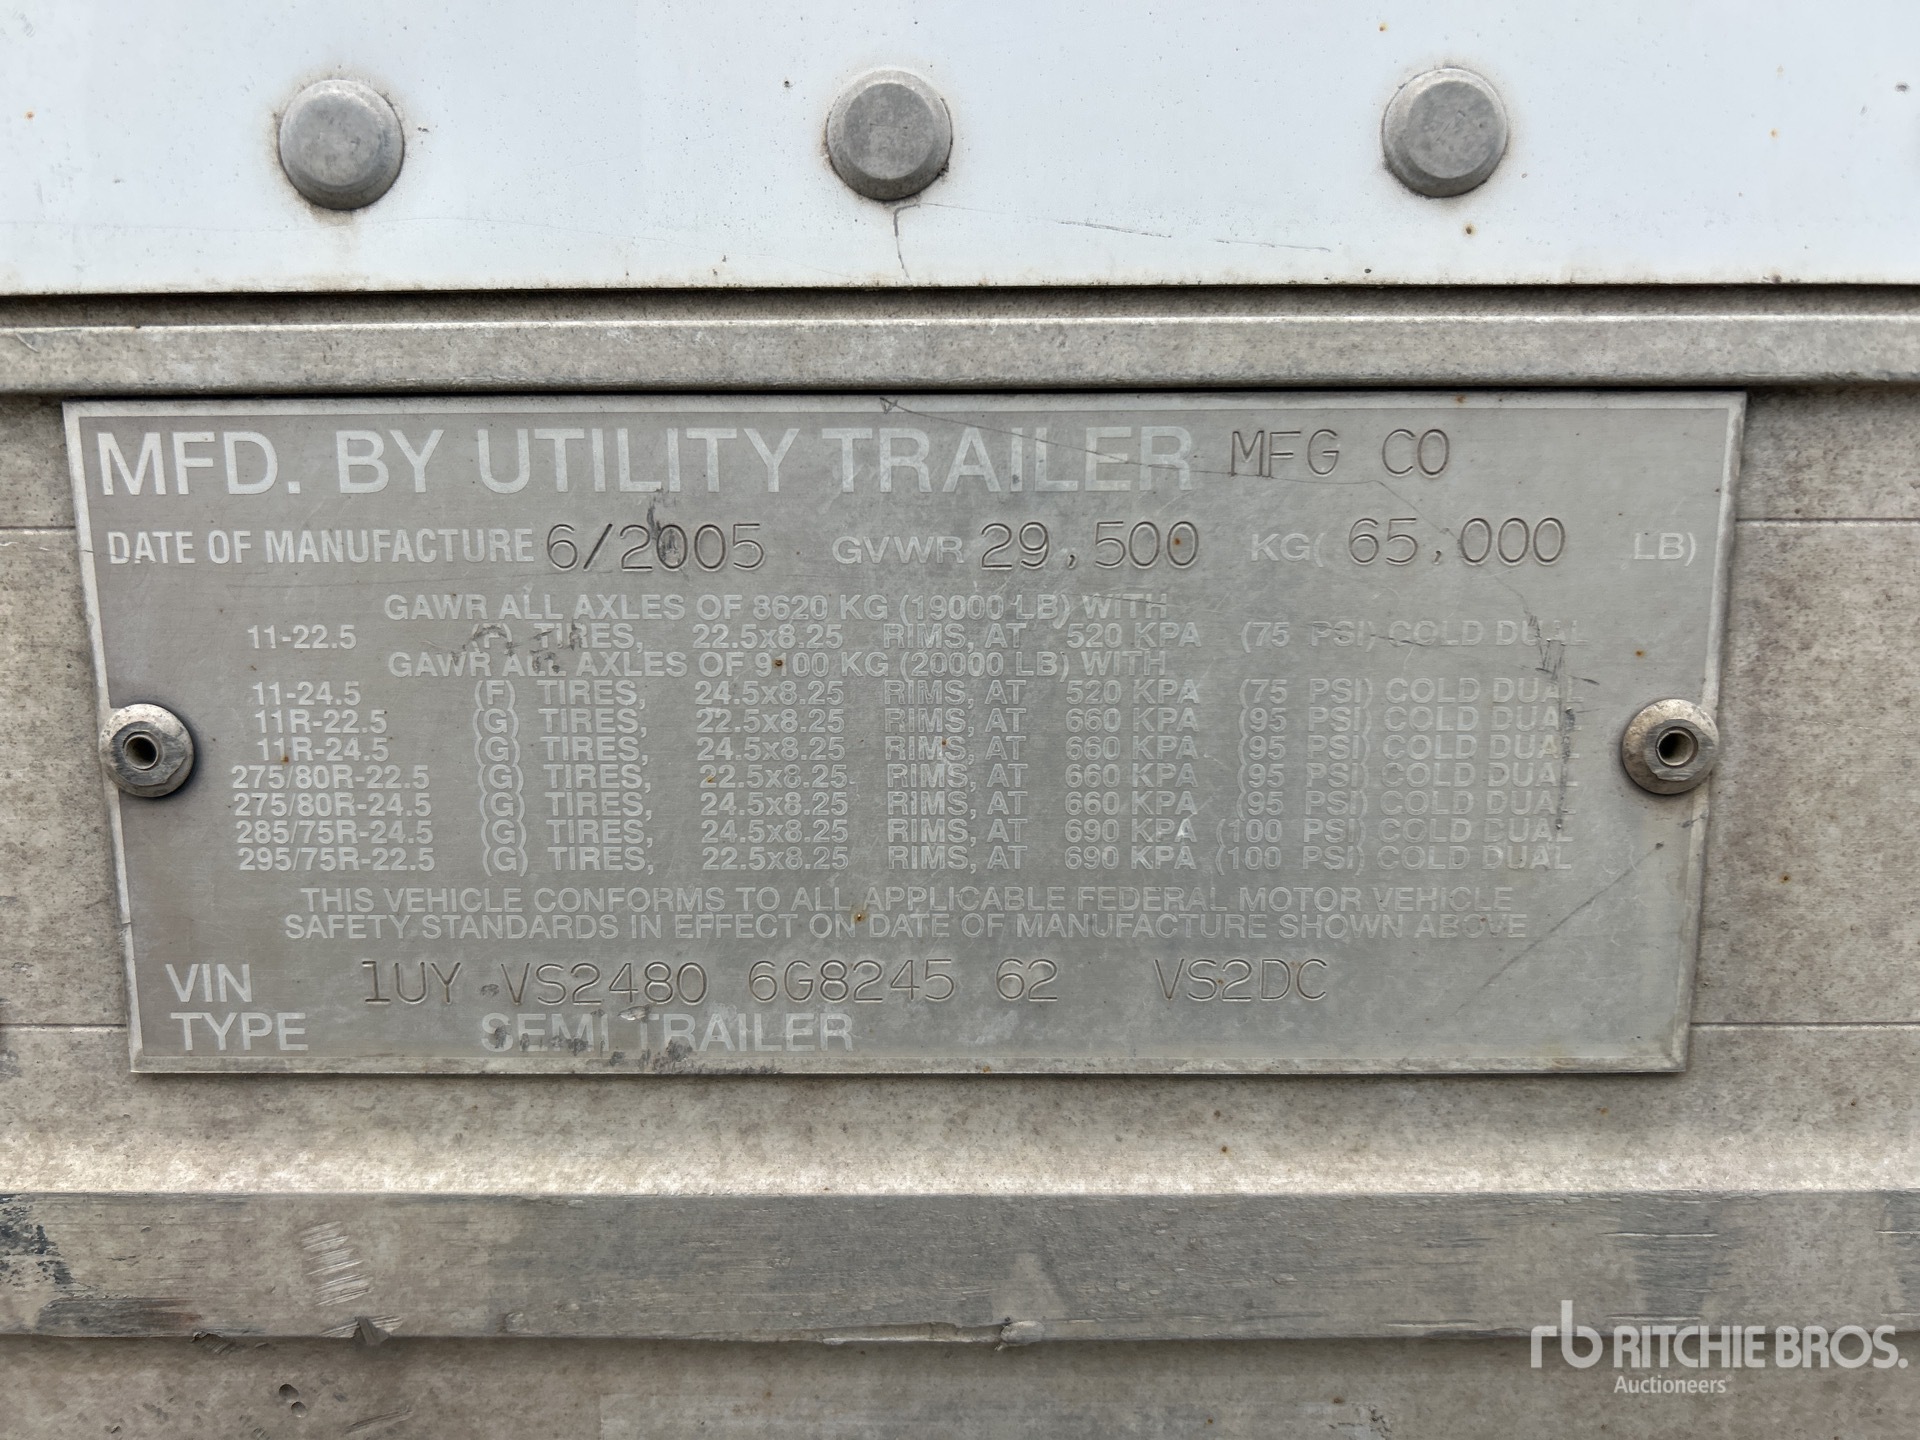 MFD. BY UTILITY TRAILER MFG CO
DATE OF MANUFACTURE 6/2005 GVWR 29,500 KG( 65,000 LB)
GAWR ALL AXLES OF 8620 KG (19000 LB) WITH
11-22.5 (F) TIRES, 22.5x8.25 RIMS, AT 520 KPA (75 PSI) COLD DUAL
GAWR ALL AXLES OF 9100 KG (20000 LB) WITH
11-24.5 (F) TIRES, 24.5x8.25 RIMS, AT 520 KPA (75 PSI) COLD DUAL
11R-22.5 (G) TIRES, 22.5x8.25 RIMS, AT 660 KPA (95 PSI) COLD DUAL
11R-24.5 (G) TIRES, 24.5x8.25 RIMS, AT 660 KPA (95 PSI) COLD DUAL
275/80R-22.5 (G) TIRES, 22.5x8.25 RIMS, AT 660 KPA (95 PSI) COLD DUAL
275/80R-24.5 (G) TIRES, 24.5x8.25 RIMS, AT 660 KPA (95 PSI) COLD DUAL
285/75R-24.5 (G) TIRES, 24.5x8.25 RIMS, AT 690 KPA (100 PSI) COLD DUAL
295/75R-22.5 (G) TIRES, 22.5x8.25 RIMS, AT 690 KPA (100 PSI) COLD DUAL
THIS VEHICLE CONFORMS TO ALL APPLICABLE FEDERAL MOTOR VEHICLE
SAFETY STANDARDS IN EFFECT ON DATE OF MANUFACTURE SHOWN ABOVE
VIN 1UY VS2480 6G8245 62 VS2DC
TYPE SEMI TRAILER
rb RITCHIE BROS.
Auctioneers